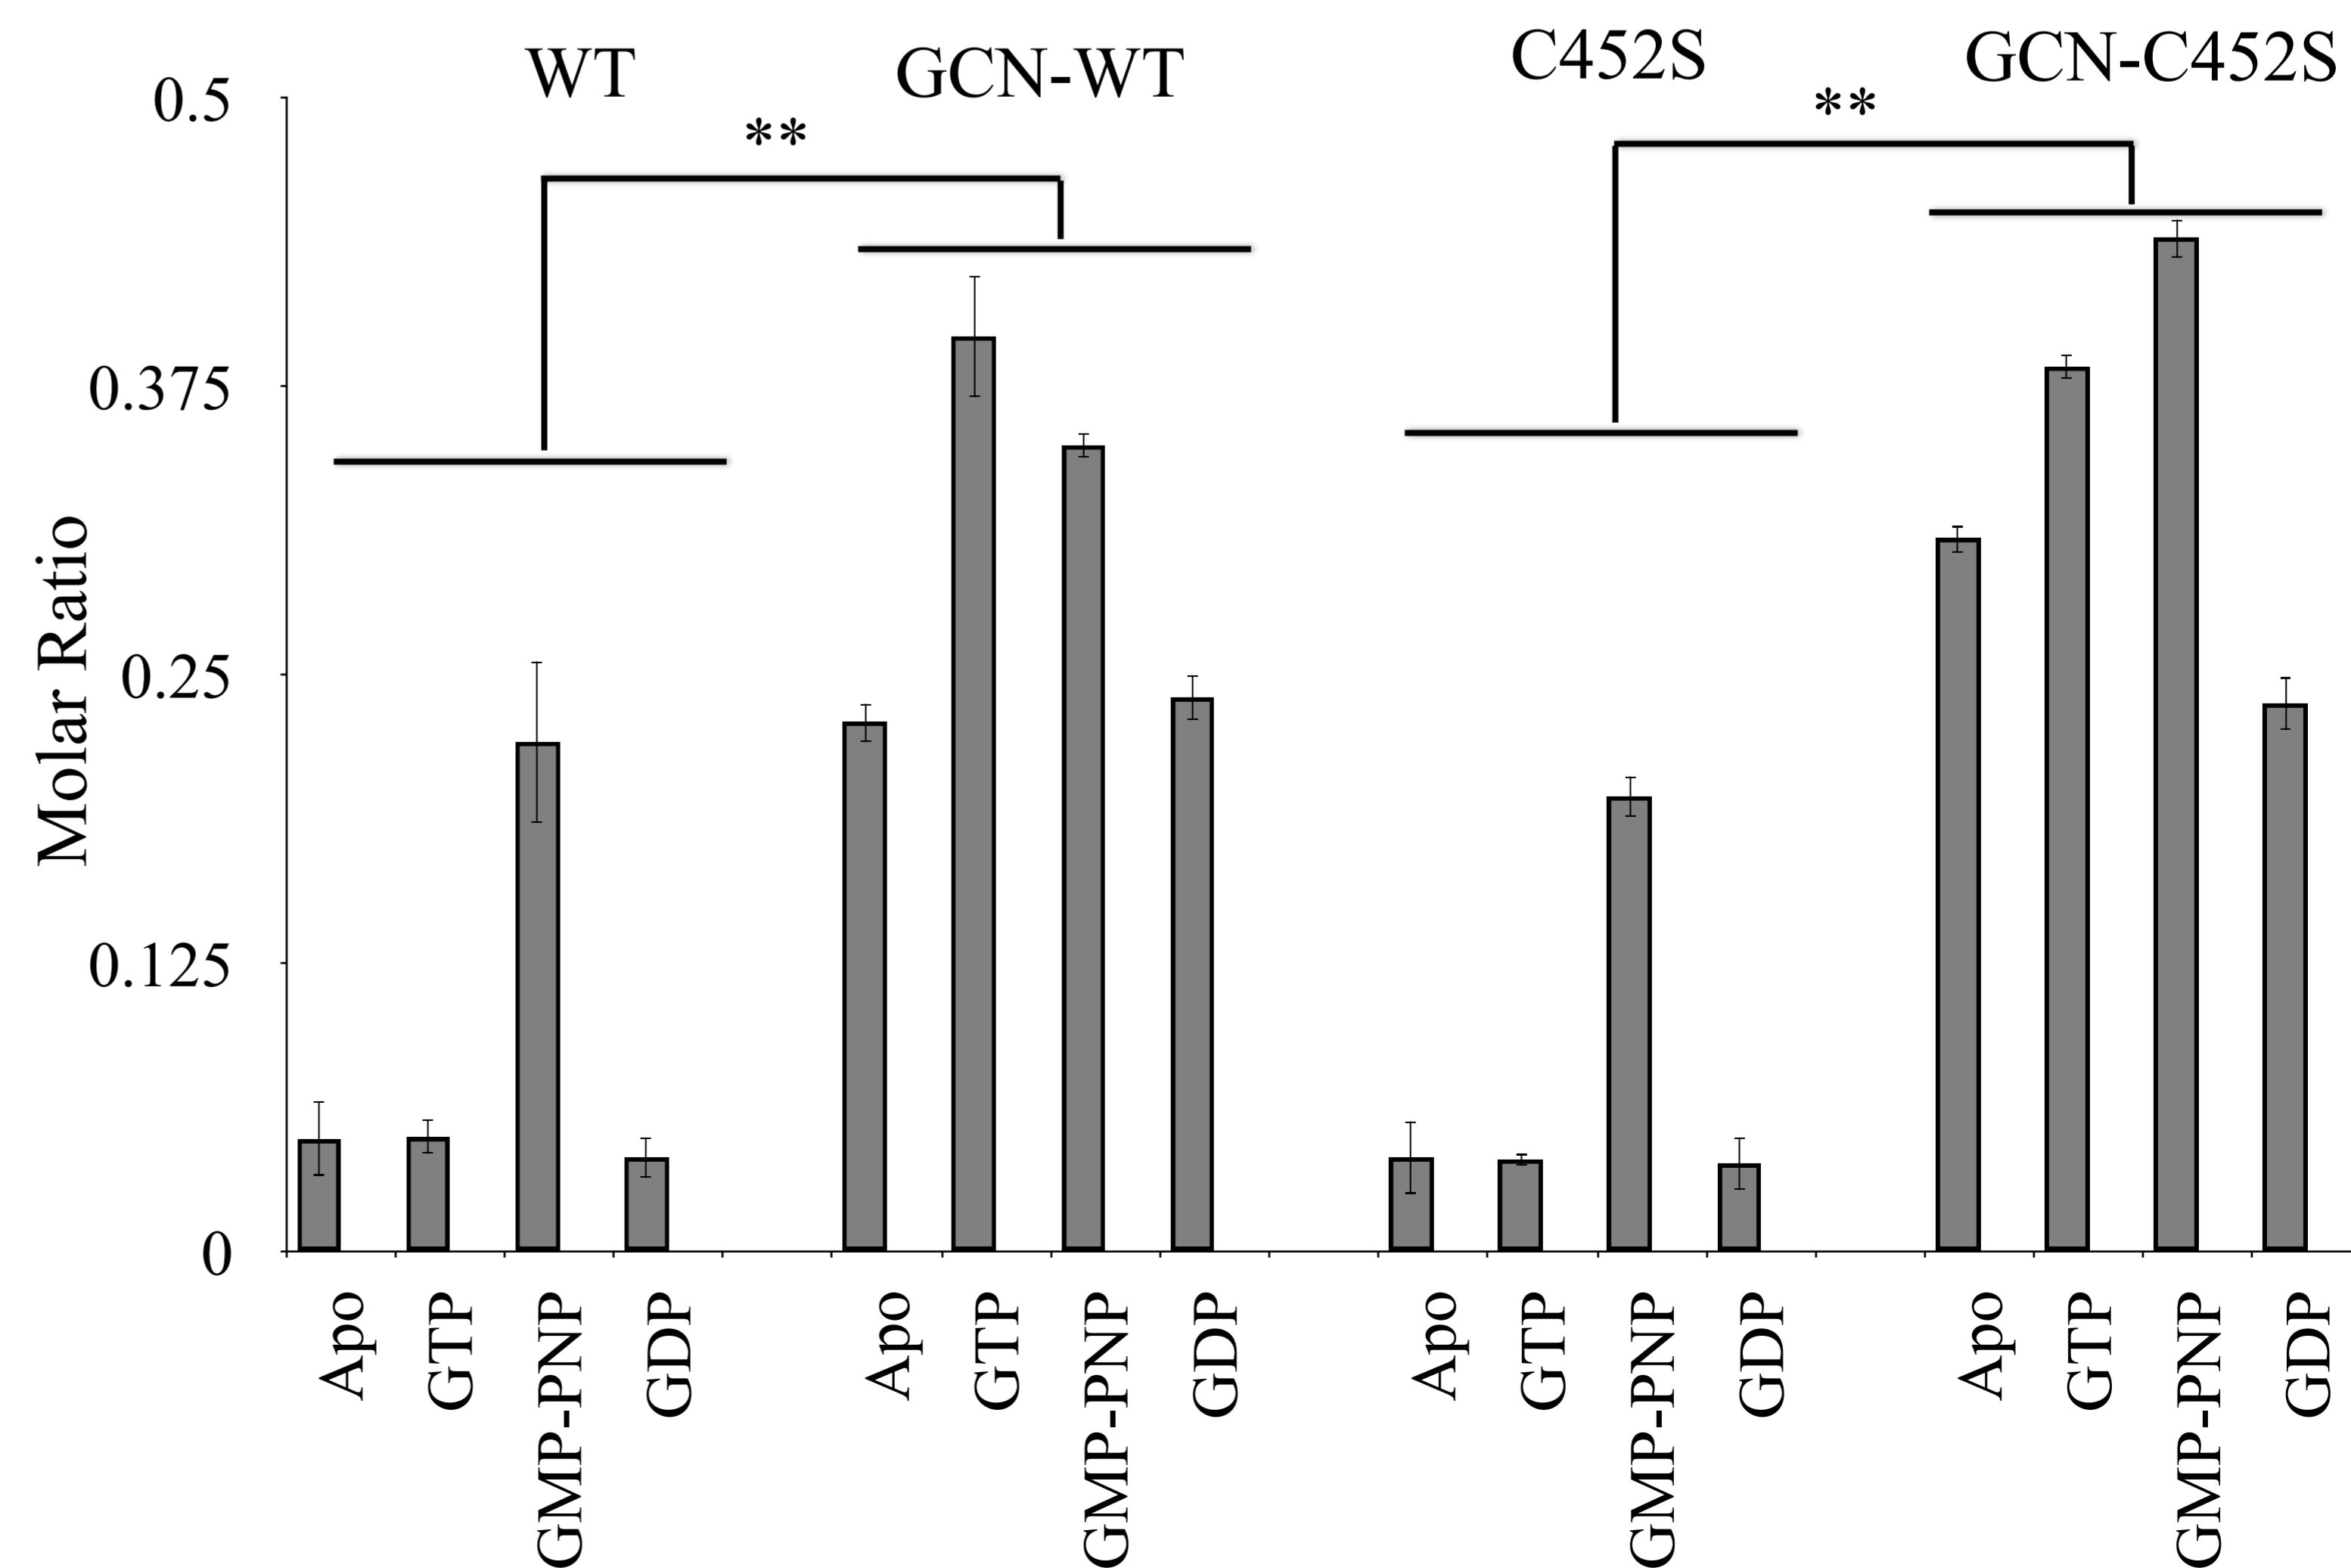 WT
GCN-WT
C452S
GCN-C452S
**
**
Molar Ratio
0.5
0.375
0.25
0.125
0
Apo
GTP
GMP-PNP
GDP
Apo
GTP
GMP-PNP
GDP
Apo
GTP
GMP-PNP
GDP
Apo
GTP
GMP-PNP
GDP